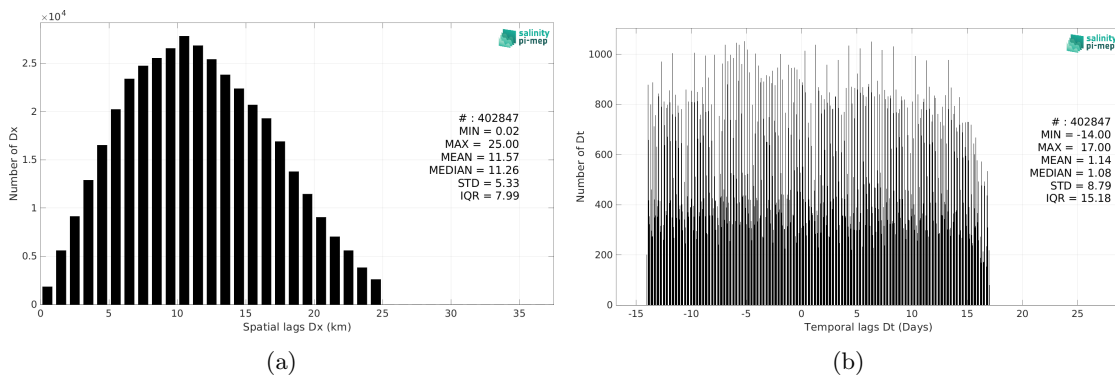 ×10⁴
salinity
pi-mep
2.5
2
1.5
1
0.5
0
Number of Dx
# : 402847
MIN = 0.02
MAX = 25.00
MEAN = 11.57
MEDIAN = 11.26
STD = 5.33
IQR = 7.99
0 5 10 15 20 25 30 35
Spatial lags Dx (km)
(a)
salinity
pi-mep
1000
800
600
400
200
0
Number of Dt
# : 402847
MIN = -14.00
MAX = 17.00
MEAN = 1.14
MEDIAN = 1.08
STD = 8.79
IQR = 15.18
-15 -10 -5 0 5 10 15 20 25
Temporal lags Dt (Days)
(b)